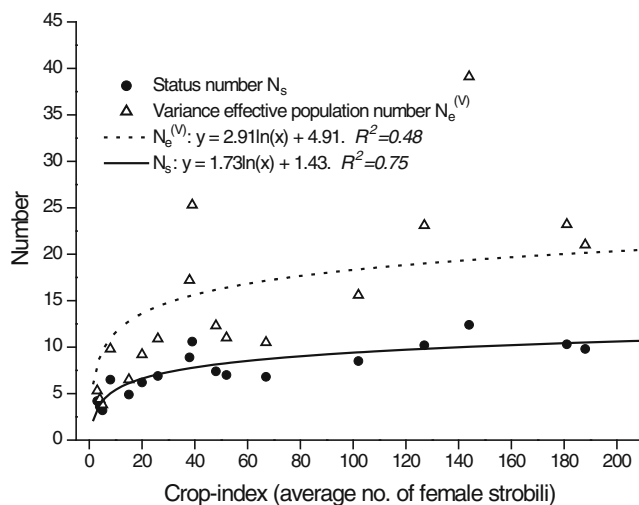 45
40
35
30
25
20
15
10
5
0
Number
Status number Ns
Variance effective population number Ne(V)
Ne(V): y = 2.91ln(x) + 4.91. R2=0.48
Ns: y = 1.73ln(x) + 1.43. R2=0.75
0 20 40 60 80 100 120 140 160 180 200
Crop-index (average no. of female strobili)